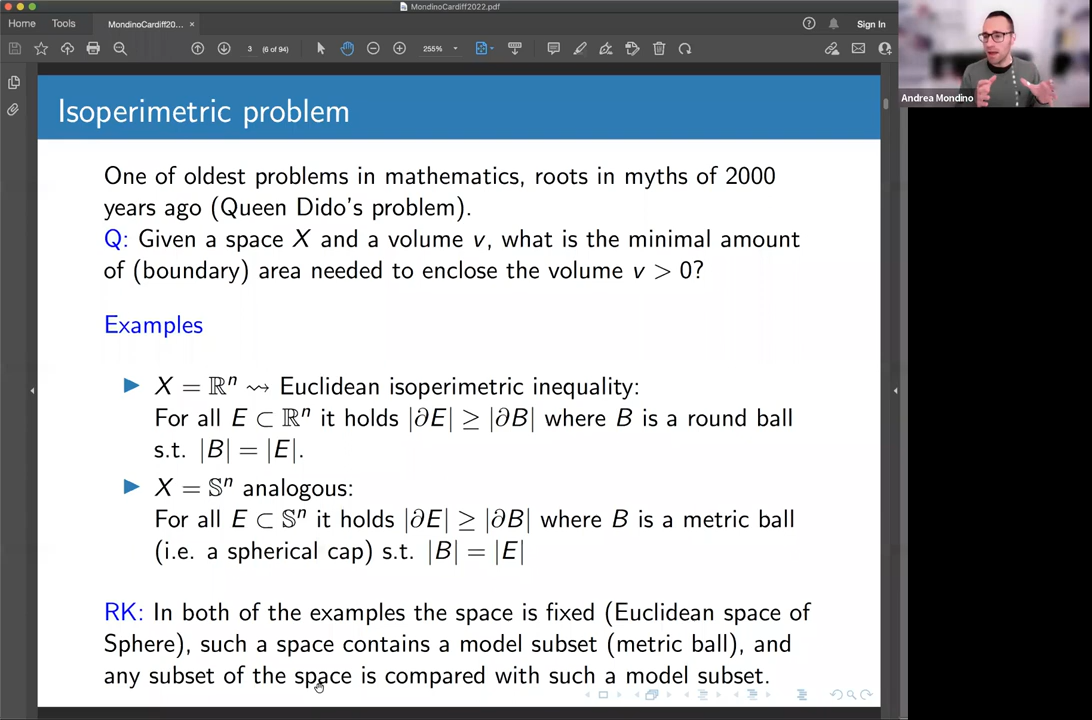 MondinoCardiff2022.pdf
Home Tools MondinoCardiff20... × Sign In
3 (6 of 94) 255%
Andrea Mondino
Isoperimetric problem
One of oldest problems in mathematics, roots in myths of 2000
years ago (Queen Dido's problem).
Q: Given a space X and a volume v, what is the minimal amount
of (boundary) area needed to enclose the volume v > 0?
Examples
▶ X = ℝⁿ ⇝ Euclidean isoperimetric inequality:
For all E ⊂ ℝⁿ it holds |∂E| ≥ |∂B| where B is a round ball
s.t. |B| = |E|.
▶ X = 𝕊ⁿ analogous:
For all E ⊂ 𝕊ⁿ it holds |∂E| ≥ |∂B| where B is a metric ball
(i.e. a spherical cap) s.t. |B| = |E|
RK: In both of the examples the space is fixed (Euclidean space of
Sphere), such a space contains a model subset (metric ball), and
any subset of the space is compared with such a model subset.